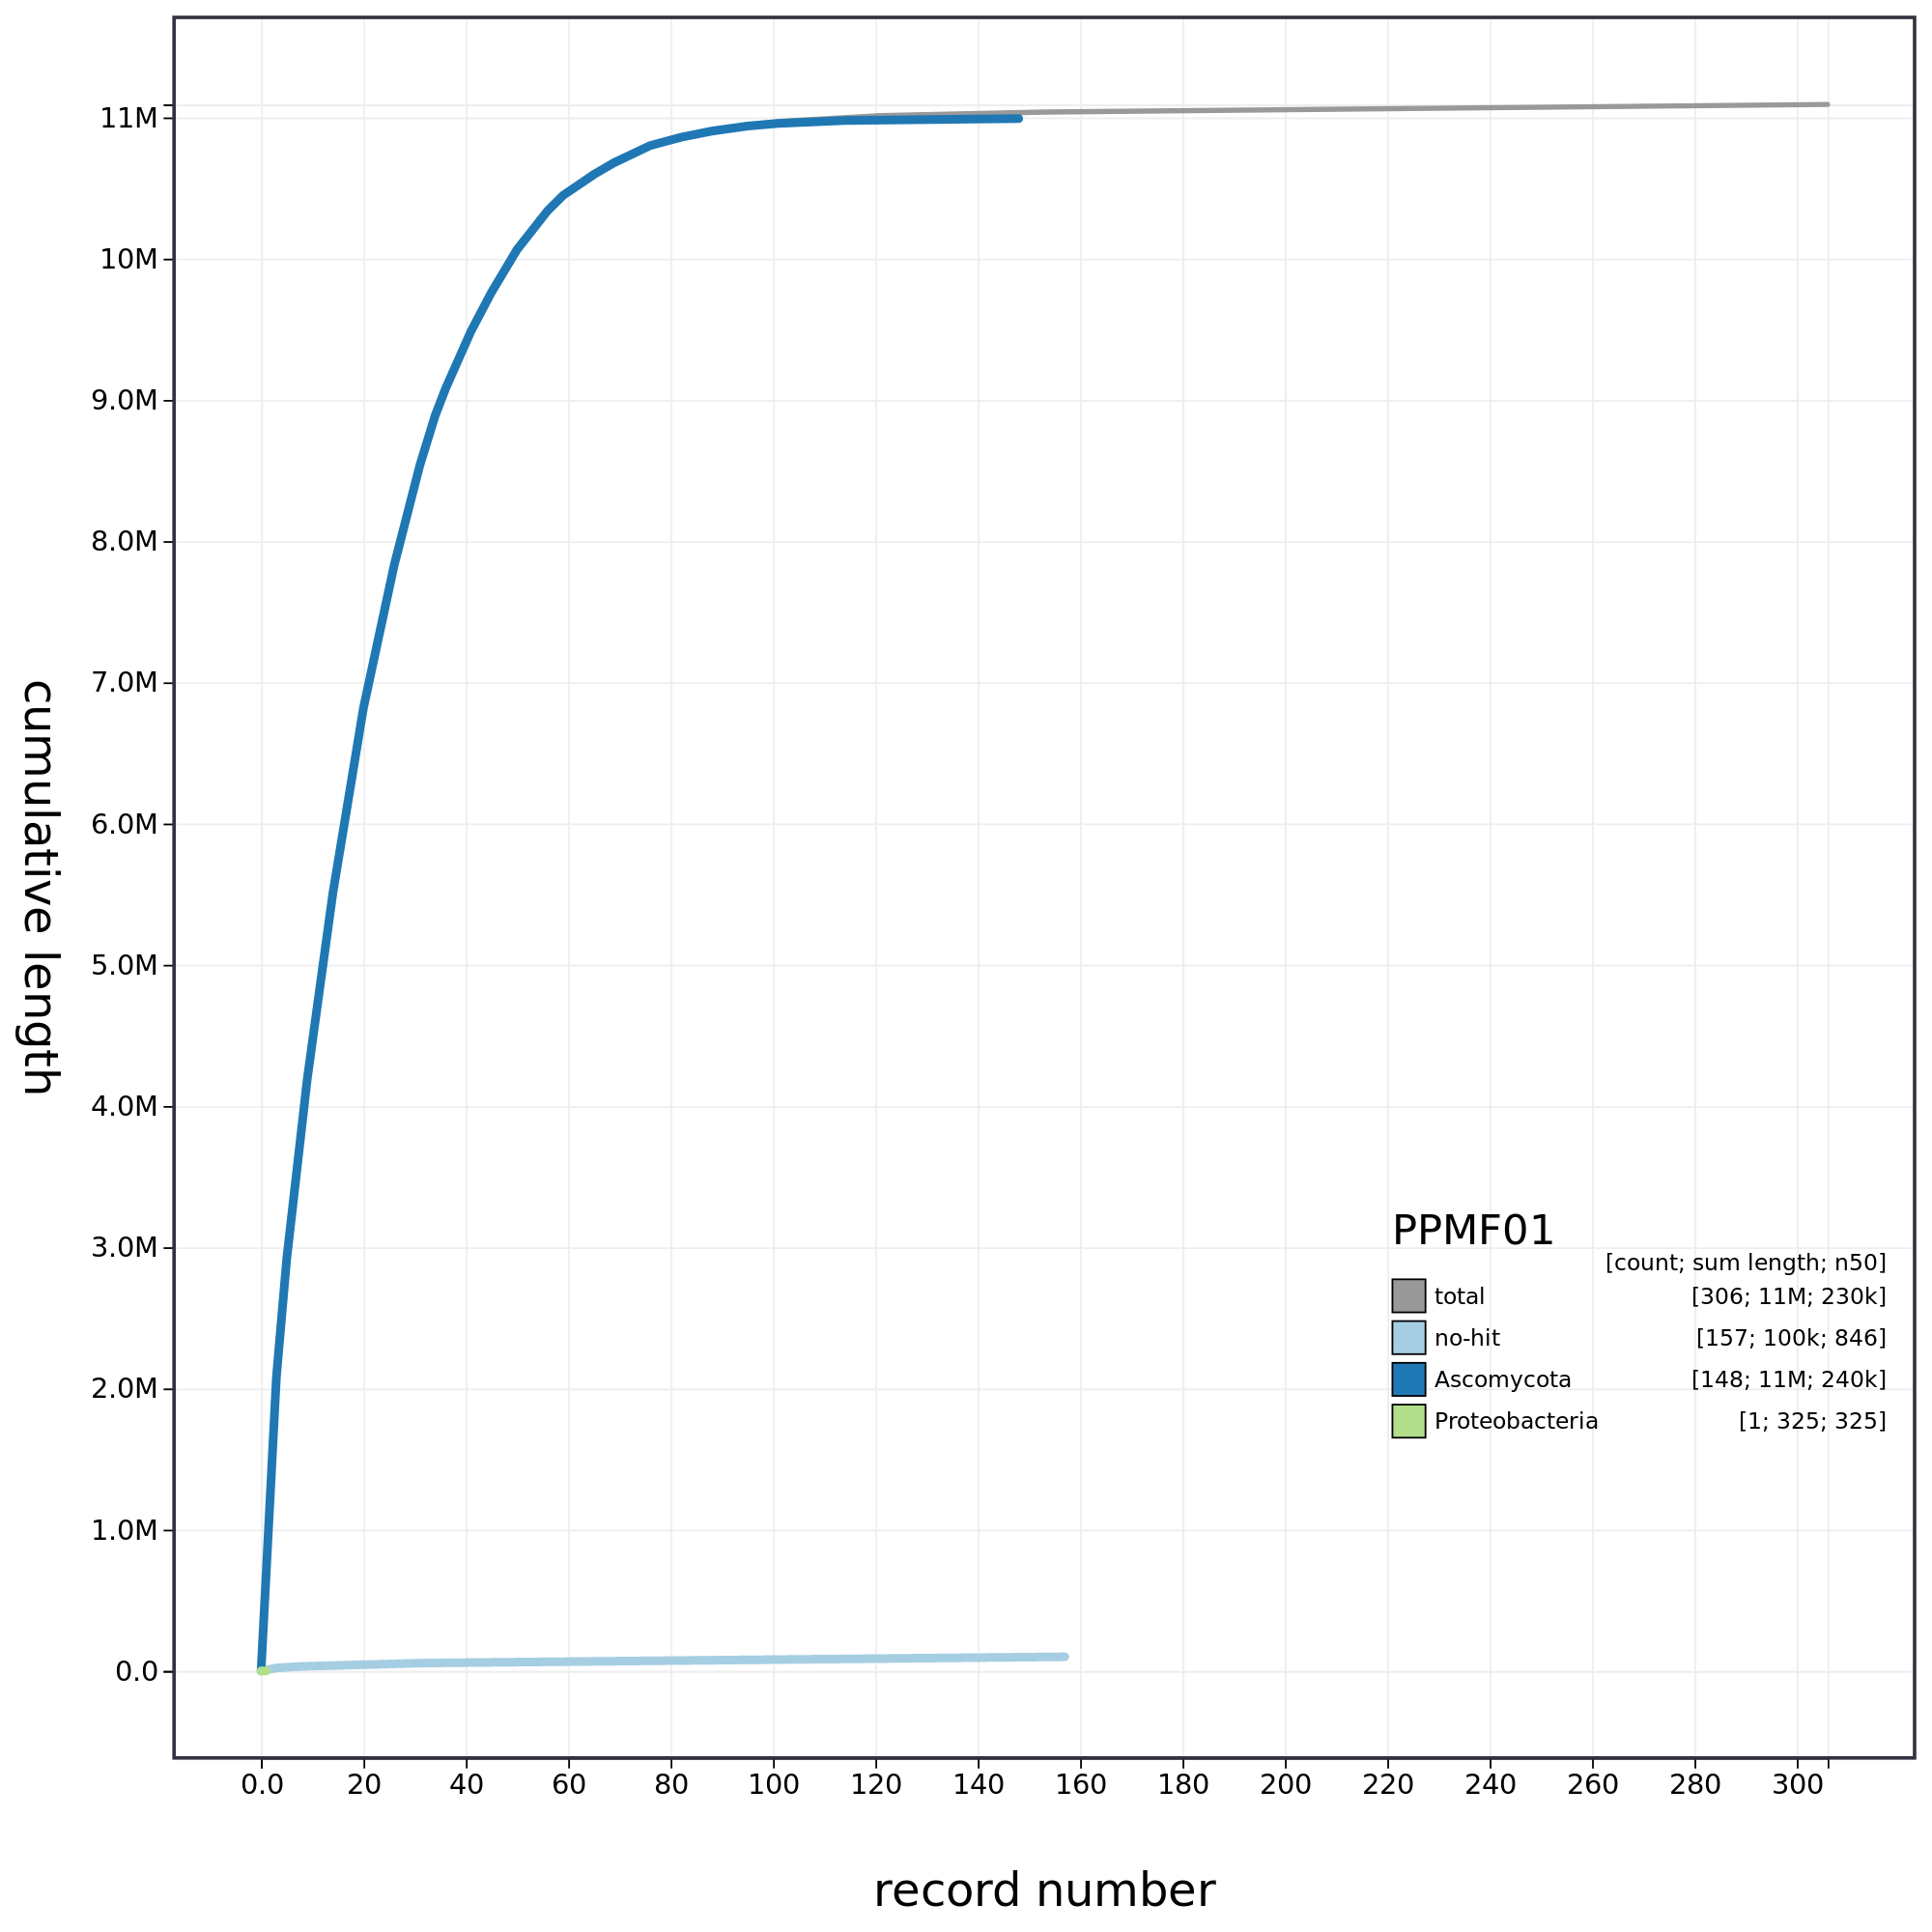 11M
10M
9.0M
8.0M
7.0M
6.0M
5.0M
4.0M
3.0M
2.0M
1.0M
0.0
cumulative length
PPMF01
[count; sum length; n50]
total [306; 11M; 230k]
no-hit [157; 100k; 846]
Ascomycota [148; 11M; 240k]
Proteobacteria [1; 325; 325]
0.0 20 40 60 80 100 120 140 160 180 200 220 240 260 280 300
record number